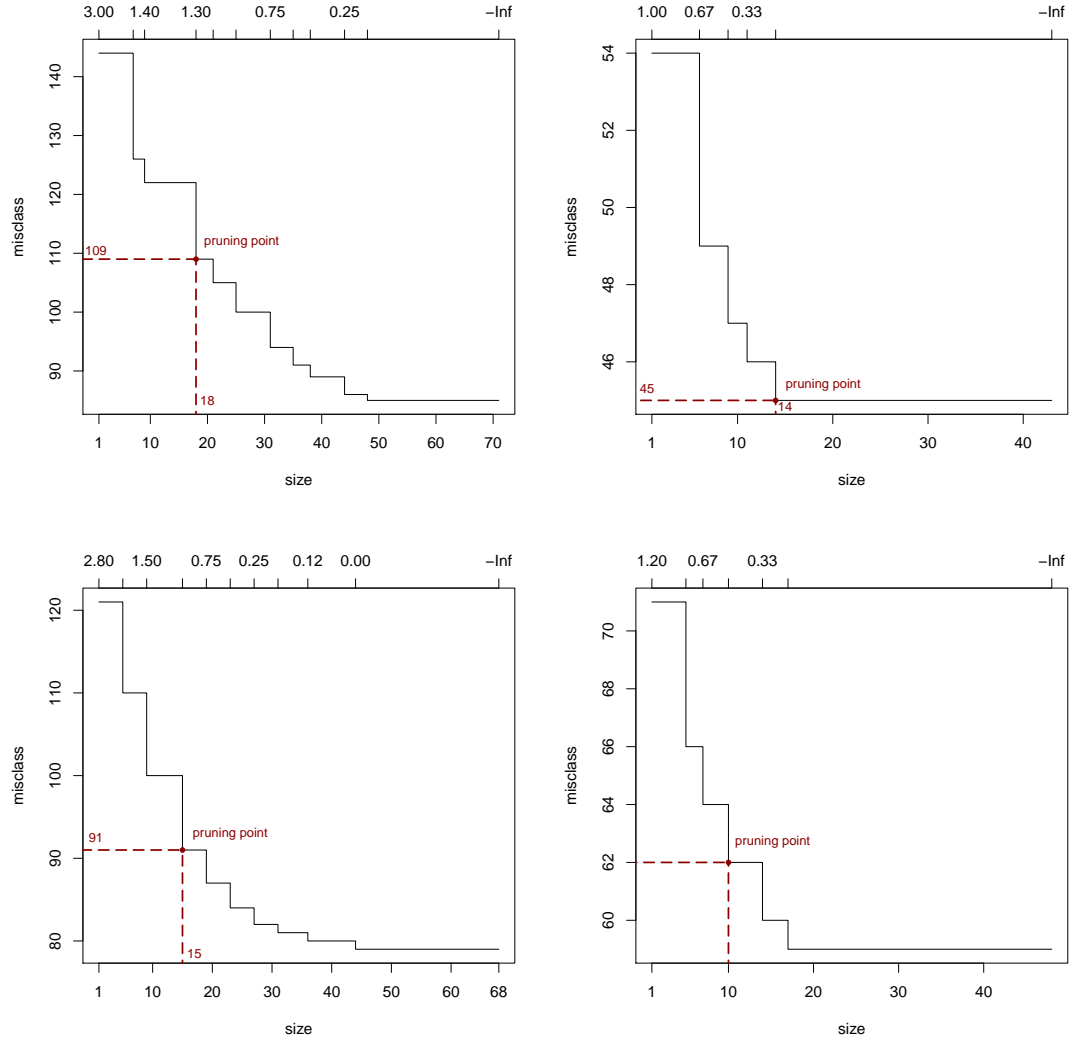 3.00 1.40 1.30 0.75 0.25 −Inf
140
130
120
110
100
90
misclass
109
pruning point
18
1 10 20 30 40 50 60 70
size
1.00 0.67 0.33 −Inf
54
52
50
48
46
misclass
45
pruning point
14
1 10 20 30 40
size
2.80 1.50 0.75 0.25 0.12 0.00 −Inf
120
110
100
90
80
misclass
91
pruning point
15
1 10 20 30 40 50 60 68
size
1.20 0.67 0.33 −Inf
70
68
66
64
62
60
misclass
pruning point
1 10 20 30 40
size